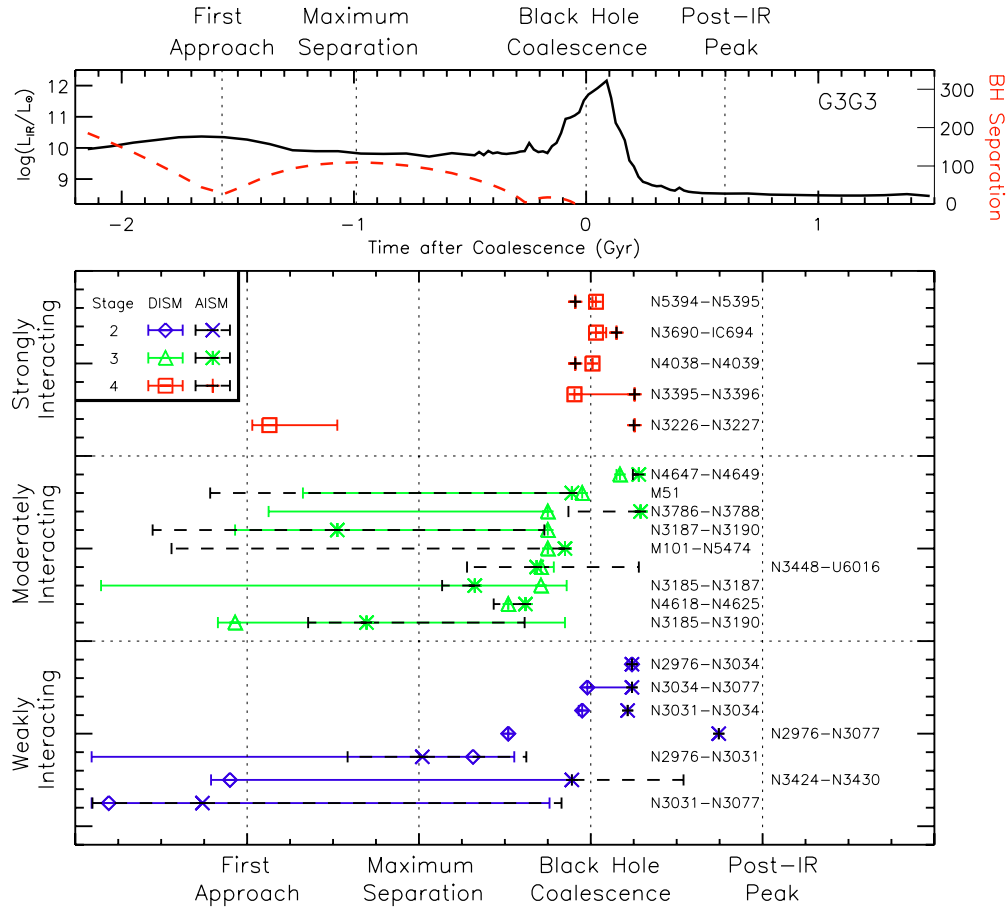 First Approach
Maximum Separation
Black Hole Coalescence
Post-IR Peak
log(L_IR/L_⊙)
12
11
10
9
G3G3
300
200
100
0
BH Separation
-2
-1
0
1
Time after Coalescence (Gyr)
Stage DISM AISM
2
3
4
Strongly Interacting
N5394-N5395
N3690-IC694
N4038-N4039
N3395-N3396
N3226-N3227
Moderately Interacting
N4647-N4649
M51
N3786-N3788
N3187-N3190
M101-N5474
N3448-U6016
N3185-N3187
N4618-N4625
N3185-N3190
Weakly Interacting
N2976-N3034
N3034-N3077
N3031-N3034
N2976-N3077
N2976-N3031
N3424-N3430
N3031-N3077
First Approach
Maximum Separation
Black Hole Coalescence
Post-IR Peak